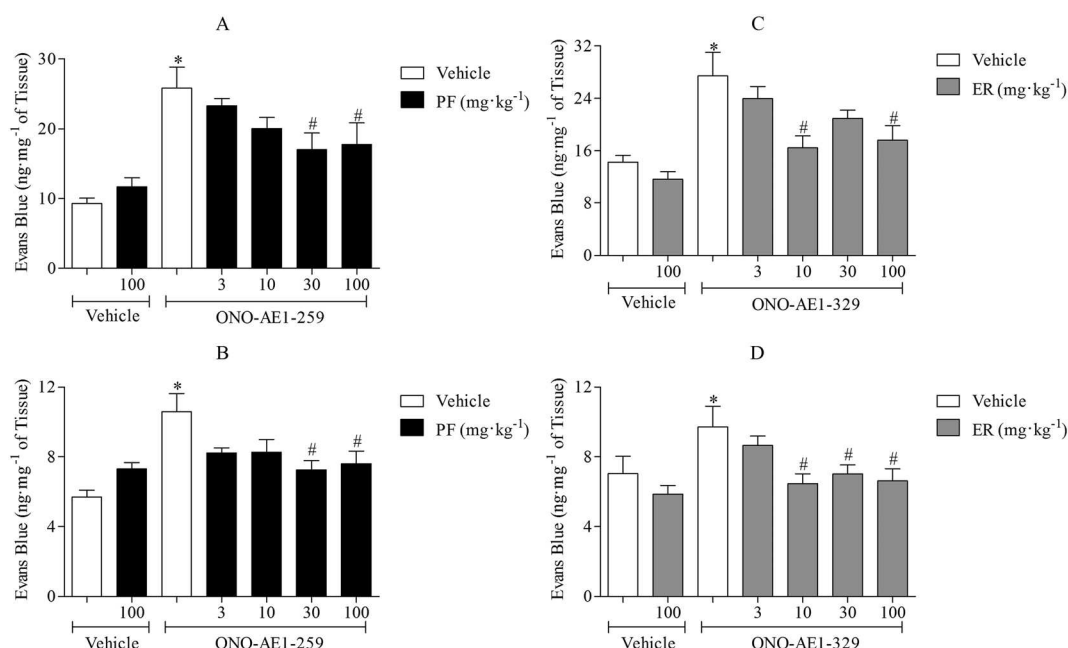 A
Evans Blue (ng·mg⁻¹ of Tissue)
30
20
10
0
*
#
#
Vehicle
PF (mg·kg⁻¹)
100
3
10
30
100
Vehicle
ONO-AE1-259
C
Evans Blue (ng·mg⁻¹ of Tissue)
32
24
16
8
0
*
#
#
Vehicle
ER (mg·kg⁻¹)
100
3
10
30
100
Vehicle
ONO-AE1-329
B
Evans Blue (ng·mg⁻¹ of Tissue)
12
8
4
0
*
#
#
Vehicle
PF (mg·kg⁻¹)
100
3
10
30
100
Vehicle
ONO-AE1-259
D
Evans Blue (ng·mg⁻¹ of Tissue)
12
8
4
0
*
#
#
#
Vehicle
ER (mg·kg⁻¹)
100
3
10
30
100
Vehicle
ONO-AE1-329